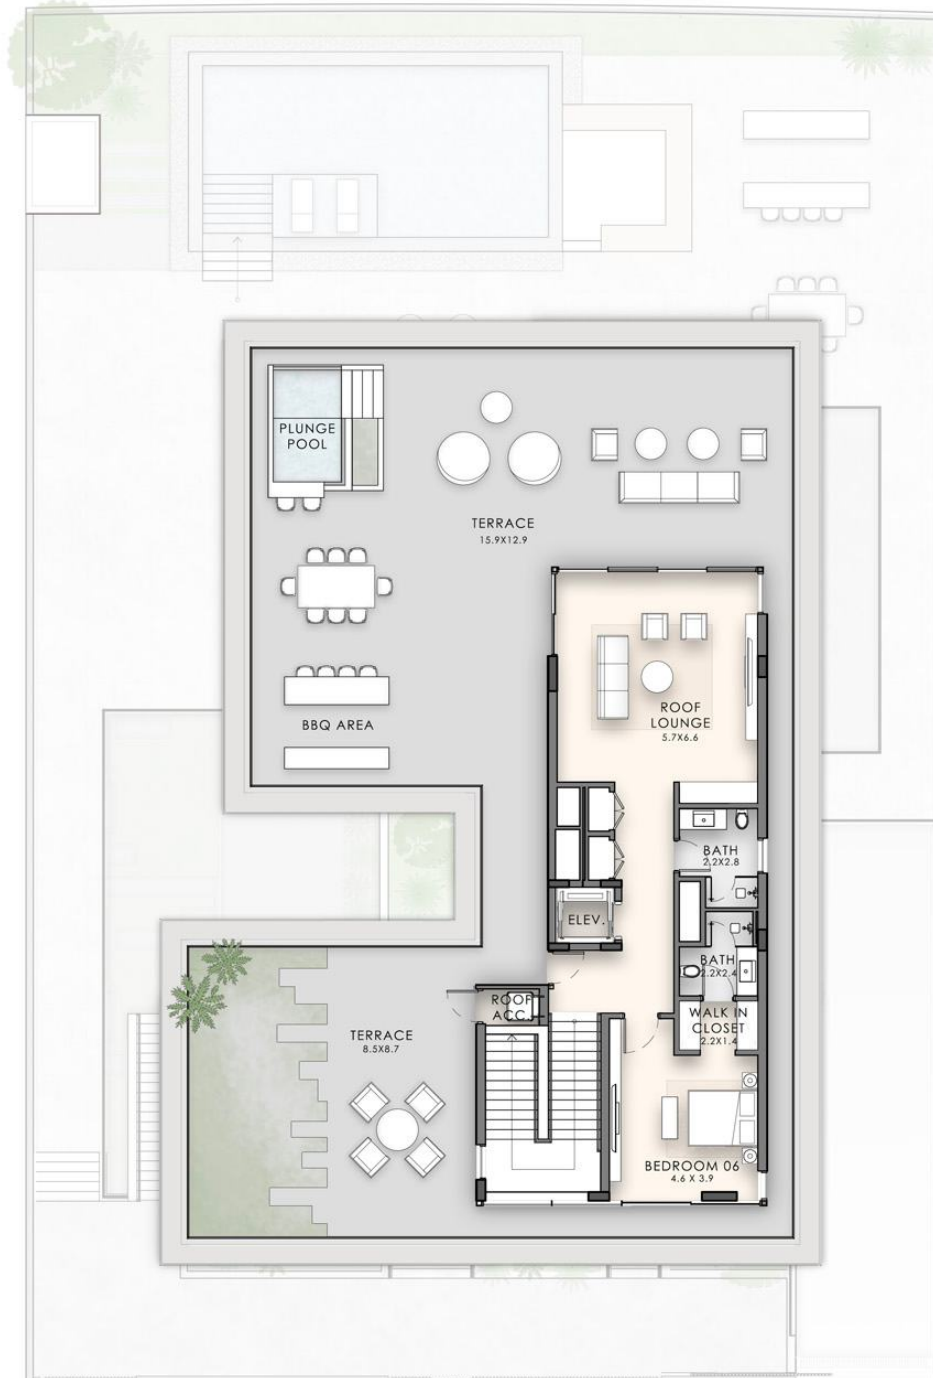 PLUNGE
POOL
TERRACE
15.9X12.9
BBQ AREA
ROOF
LOUNGE
5.7X6.6
BATH
2.2X2.8
ELEV.
BATH
2.2X2.4
ROOF
ACC.
WALK IN
CLOSET
2.2X1.4
TERRACE
8.5X8.7
BEDROOM 06
4.6 X 3.9